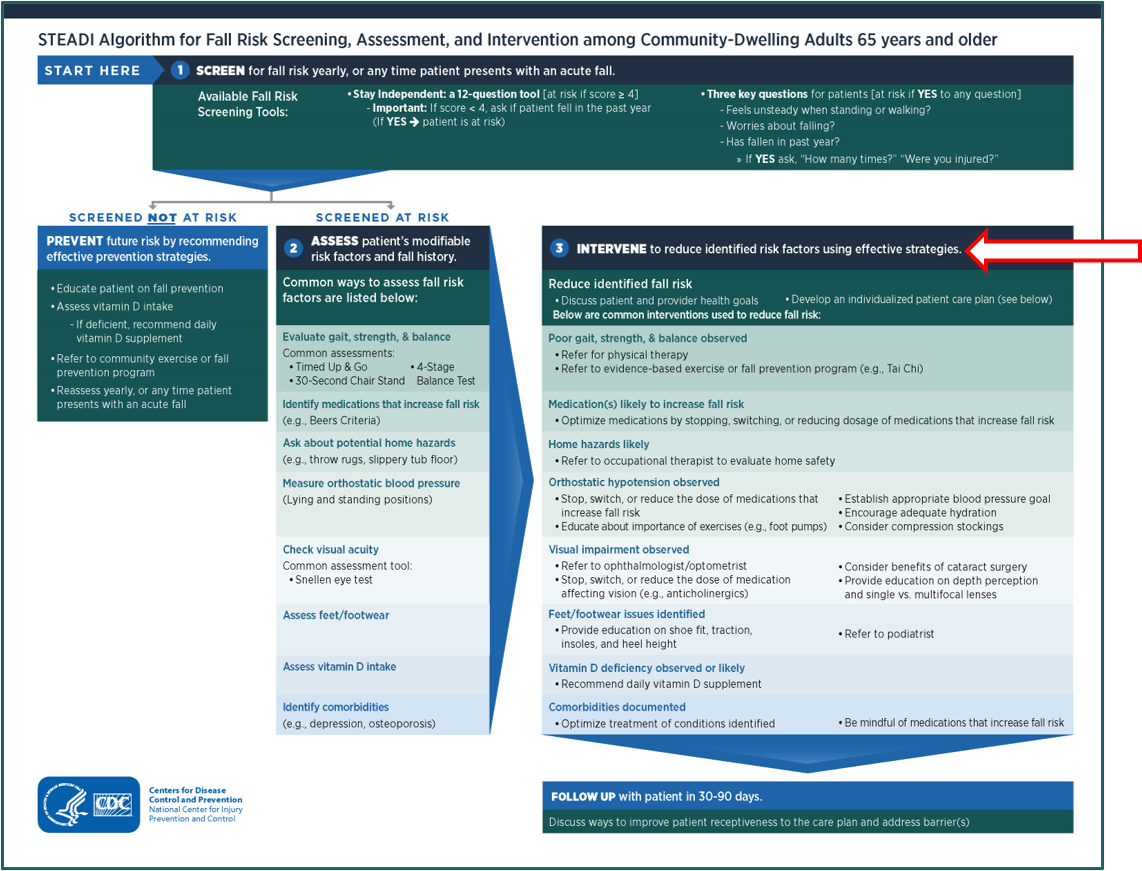 STEADI Algorithm for Fall Risk Screening, Assessment, and Intervention among Community-Dwelling Adults 65 years and older
START HERE
1 SCREEN for fall risk yearly, or any time patient presents with an acute fall.
Available Fall Risk
Screening Tools:
• Stay Independent: a 12-question tool [at risk if score ≥ 4]
- Important: If score < 4, ask if patient fell in the past year
(If YES → patient is at risk)
• Three key questions for patients [at risk if YES to any question]
- Feels unsteady when standing or walking?
- Worries about falling?
- Has fallen in past year?
» If YES ask, “How many times?” “Were you injured?”
SCREENED NOT AT RISK
PREVENT future risk by recommending
effective prevention strategies.
• Educate patient on fall prevention
• Assess vitamin D intake
- If deficient, recommend daily
vitamin D supplement
• Refer to community exercise or fall
prevention program
• Reassess yearly, or any time patient
presents with an acute fall
SCREENED AT RISK
2 ASSESS patient’s modifiable
risk factors and fall history.
Common ways to assess fall risk
factors are listed below:
Evaluate gait, strength, & balance
Common assessments:
• Timed Up & Go • 4-Stage
• 30-Second Chair Stand Balance Test
Identify medications that increase fall risk
(e.g., Beers Criteria)
Ask about potential home hazards
(e.g., throw rugs, slippery tub floor)
Measure orthostatic blood pressure
(Lying and standing positions)
Check visual acuity
Common assessment tool:
• Snellen eye test
Assess feet/footwear
Assess vitamin D intake
Identify comorbidities
(e.g., depression, osteoporosis)
3 INTERVENE to reduce identified risk factors using effective strategies.
Reduce identified fall risk
• Discuss patient and provider health goals • Develop an individualized patient care plan (see below)
Below are common interventions used to reduce fall risk:
Poor gait, strength, & balance observed
• Refer for physical therapy
• Refer to evidence-based exercise or fall prevention program (e.g., Tai Chi)
Medication(s) likely to increase fall risk
• Optimize medications by stopping, switching, or reducing dosage of medications that increase fall risk
Home hazards likely
• Refer to occupational therapist to evaluate home safety
Orthostatic hypotension observed
• Stop, switch, or reduce the dose of medications that
increase fall risk
• Educate about importance of exercises (e.g., foot pumps)
• Establish appropriate blood pressure goal
• Encourage adequate hydration
• Consider compression stockings
Visual impairment observed
• Refer to ophthalmologist/optometrist
• Stop, switch, or reduce the dose of medication
affecting vision (e.g., anticholinergics)
• Consider benefits of cataract surgery
• Provide education on depth perception
and single vs. multifocal lenses
Feet/footwear issues identified
• Provide education on shoe fit, traction,
insoles, and heel height
• Refer to podiatrist
Vitamin D deficiency observed or likely
• Recommend daily vitamin D supplement
Comorbidities documented
• Optimize treatment of conditions identified
• Be mindful of medications that increase fall risk
FOLLOW UP with patient in 30-90 days.
Discuss ways to improve patient receptiveness to the care plan and address barrier(s)
CDC
Centers for Disease
Control and Prevention
National Center for Injury
Prevention and Control